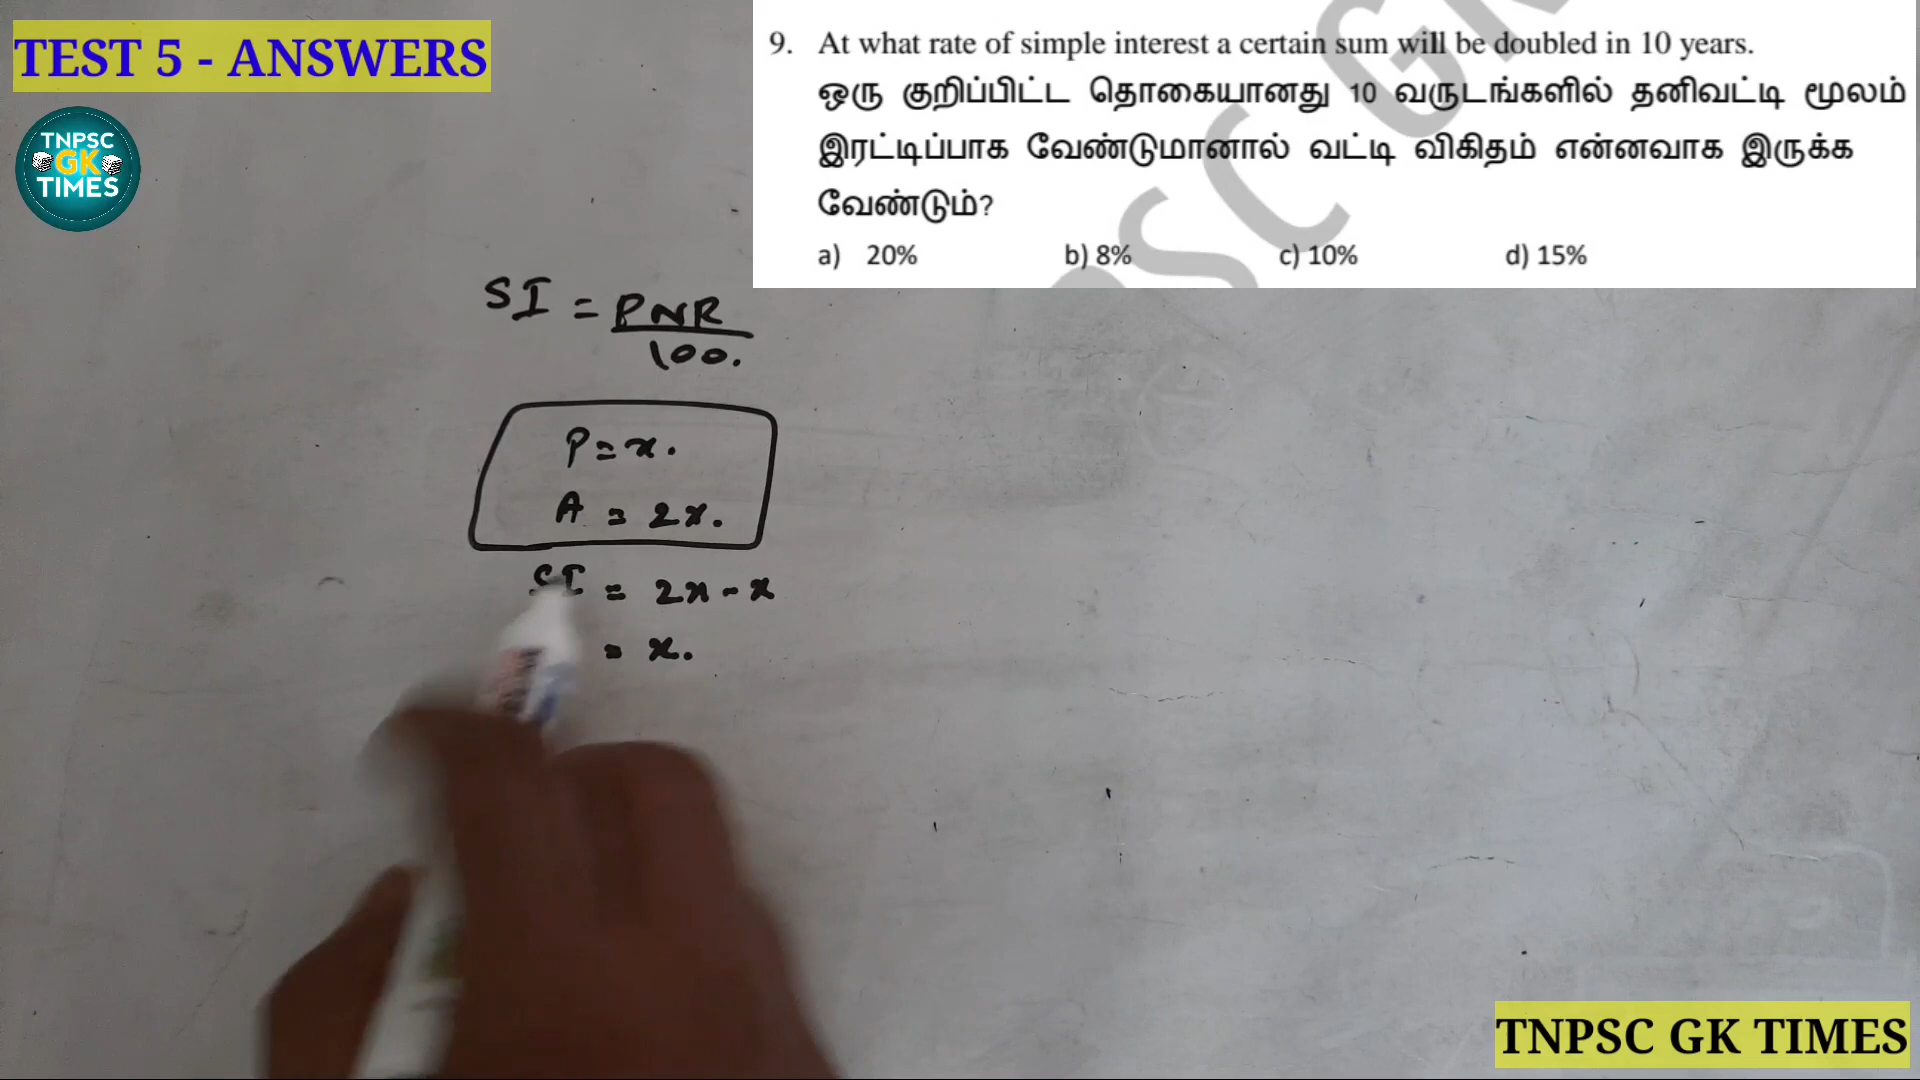 TEST 5 - ANSWERS
TNPSC
GK
TIMES
9. At what rate of simple interest a certain sum will be doubled in 10 years.
ஒரு குறிப்பிட்ட தொகையானது 10 வருடங்களில் தனிவட்டி மூலம்
இரட்டிப்பாக வேண்டுமானால் வட்டி விகிதம் என்னவாக இருக்க
வேண்டும்?
a) 20% b) 8% c) 10% d) 15%
PSC GK
SI = PNR
100.
P = x.
A = 2x.
SI = 2x - x
= x.
TNPSC GK TIMES